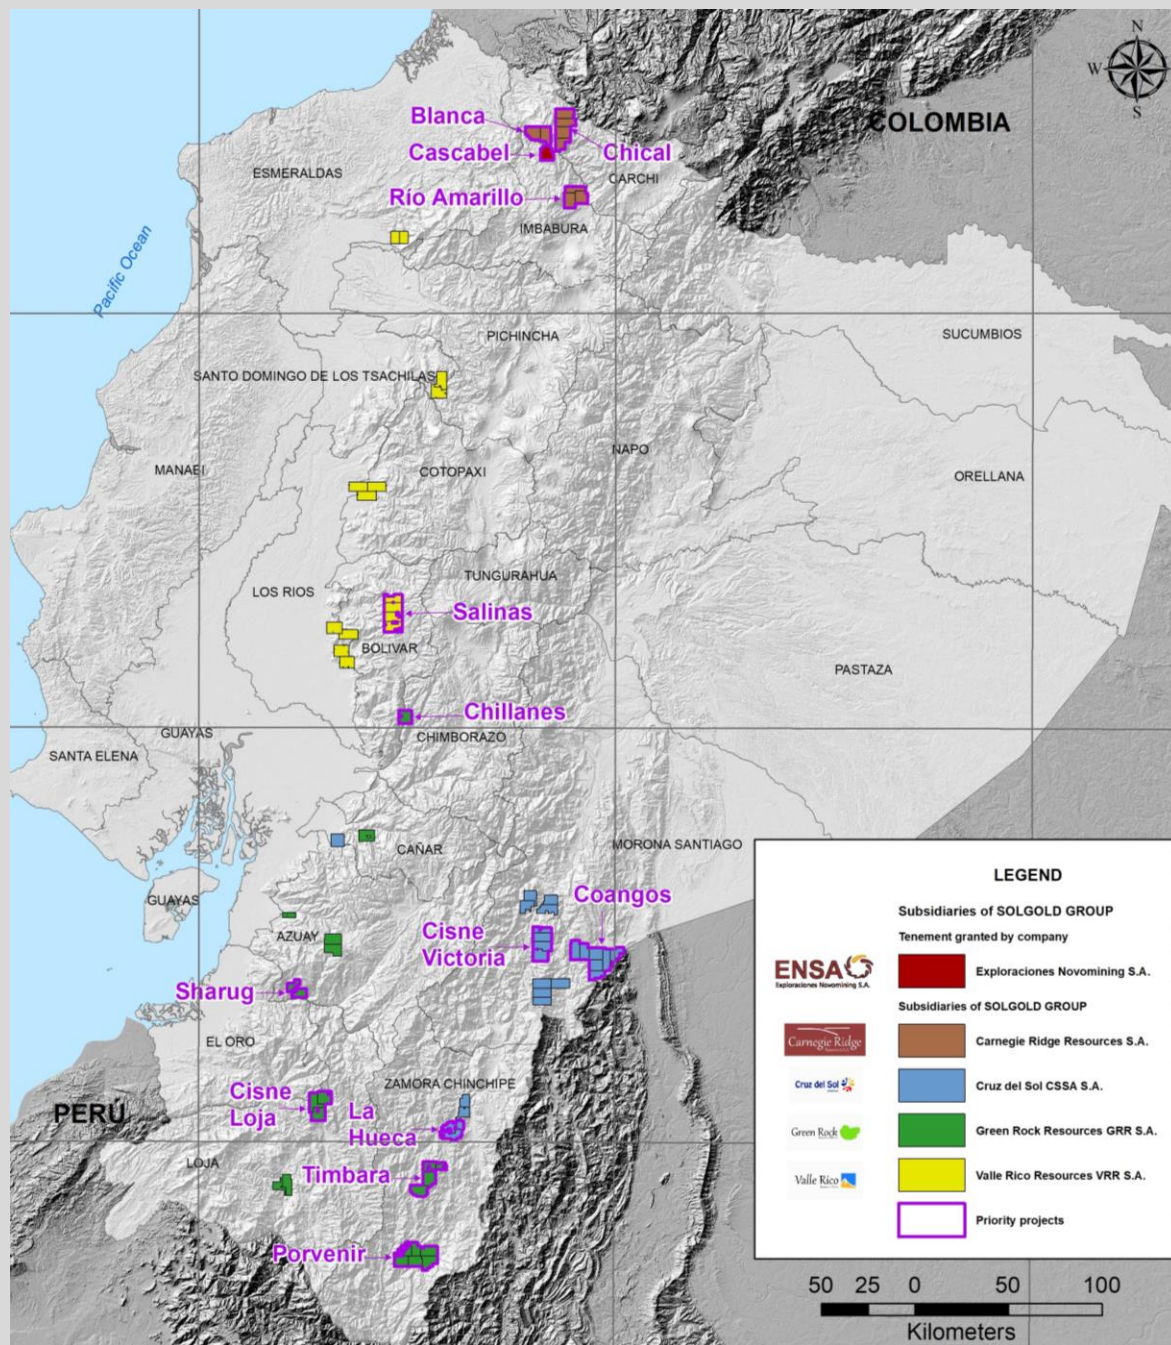 N
W
S
COLOMBIA
Blanca
Cascabel
Chical
ESMERALDAS
CARCHI
Río Amarillo
IMBABURA
Pacific Ocean
PICHINCHA
SUCUMBIOS
SANTO DOMINGO DE LOS TSACHILAS
NAPO
MANABI
COTOPAXI
ORELLANA
TUNGURAHUA
LOS RIOS
Salinas
BOLIVAR
PASTAZA
Chillanes
GUAYAS
CHIMBORAZO
SANTA ELENA
CAÑAR
MORONA SANTIAGO
Coangos
GUAYAS
Cisne
Victoria
AZUAY
Sharug
EL ORO
ZAMORA CHINCHIPE
Cisne
Loja
La
Hueca
PERÚ
LOJA
Timbara
Porvenir
LEGEND
Subsidiaries of SOLGOLD GROUP
Tenement granted by company
ENSA
Exploraciones Novomining S.A.
Exploraciones Novomining S.A.
Subsidiaries of SOLGOLD GROUP
Carnegie Ridge
Carnegie Ridge Resources S.A.
Cruz del Sol
Cruz del Sol CSSA S.A.
Green Rock
Green Rock Resources GRR S.A.
Valle Rico
Valle Rico Resources VRR S.A.
Priority projects
50 25 0 50 100
Kilometers